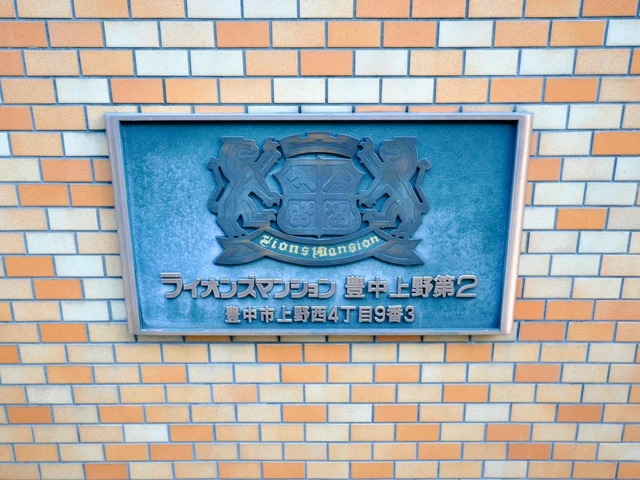 Lions Mansion
ライオンズマンション 豊中上野第2
豊中市上野西4丁目9番3